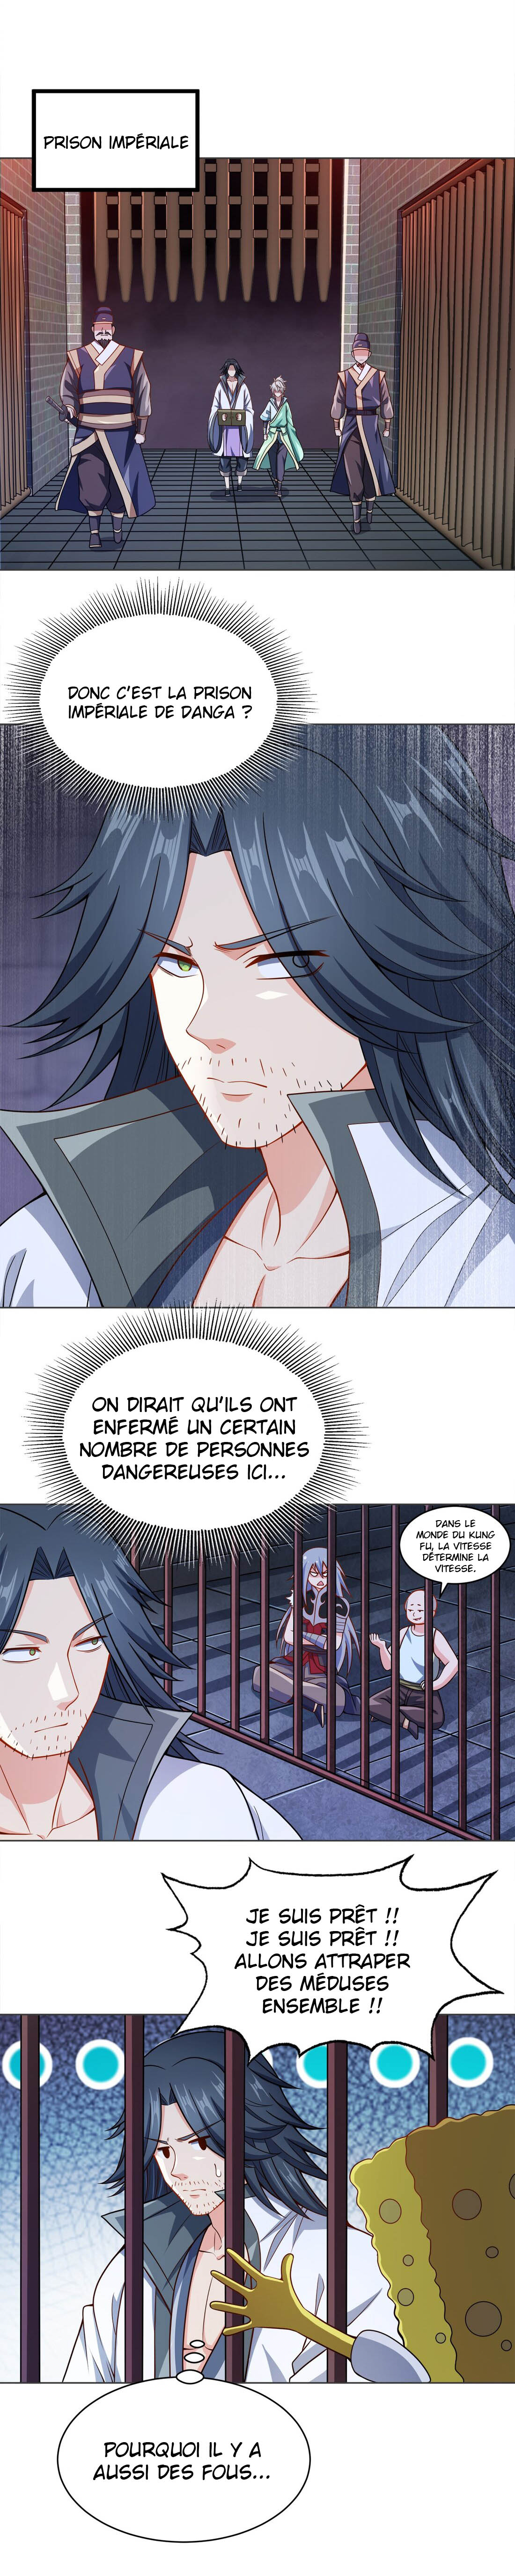 PRISON IMPÉRIALE
DONC C'EST LA PRISON
IMPÉRIALE DE DANGA ?
ON DIRAIT QU'ILS ONT
ENFERMÉ UN CERTAIN
NOMBRE DE PERSONNES
DANGEREUSES ICI...
DANS LE
MONDE DU KUNG
FU, LA VITESSE
DÉTERMINE LA
VITESSE.
JE SUIS PRÊT !!
JE SUIS PRÊT !!
ALLONS ATTRAPER
DES MÉDUSES
ENSEMBLE !!
POURQUOI IL Y A
AUSSI DES FOUS...